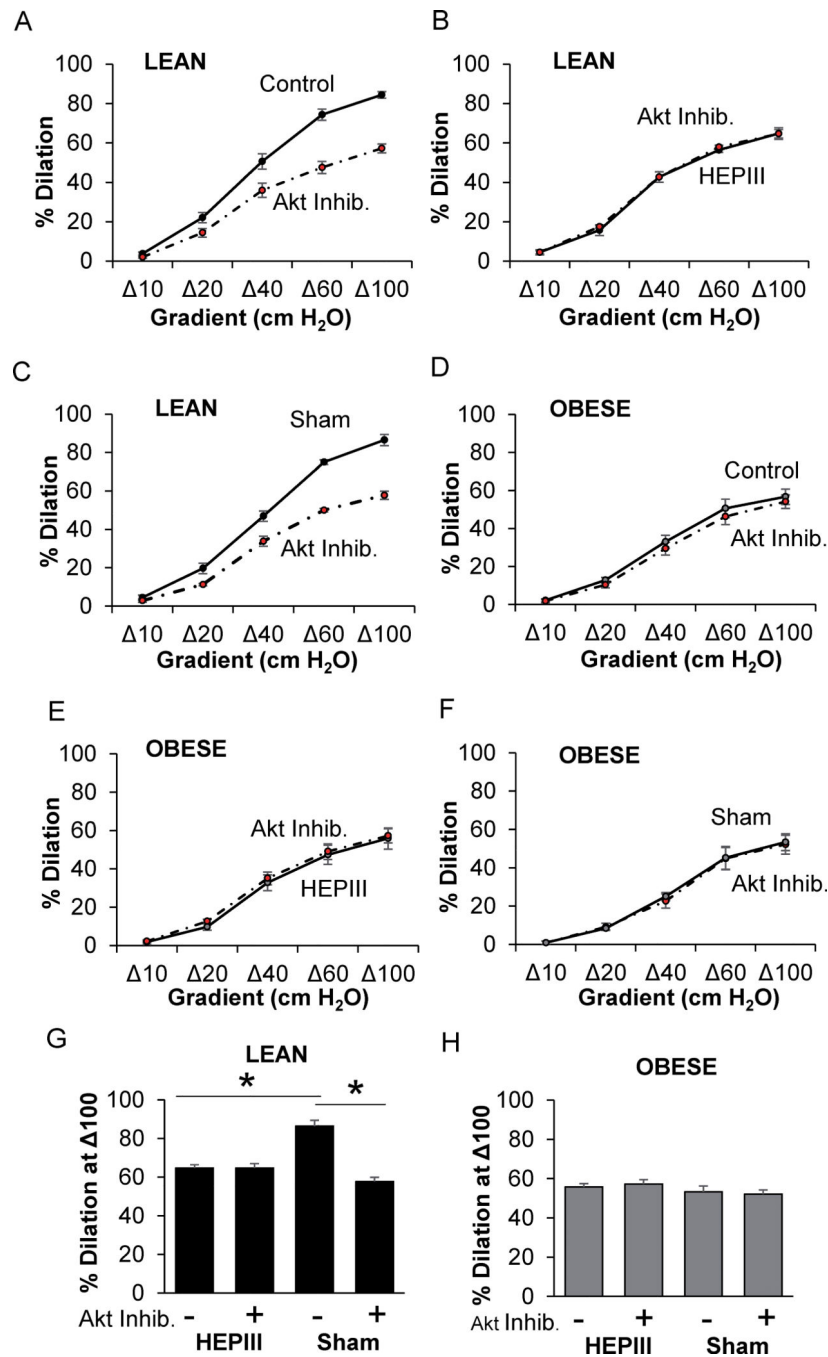 A
LEAN
Control
Akt Inhib.
% Dilation
100
80
60
40
20
0
Δ10 Δ20 Δ40 Δ60 Δ100
Gradient (cm H₂O)
B
LEAN
Akt Inhib.
HEPIII
% Dilation
100
80
60
40
20
0
Δ10 Δ20 Δ40 Δ60 Δ100
Gradient (cm H₂O)
C
LEAN
Sham
Akt Inhib.
% Dilation
100
80
60
40
20
0
Δ10 Δ20 Δ40 Δ60 Δ100
Gradient (cm H₂O)
D
OBESE
Control
Akt Inhib.
% Dilation
100
80
60
40
20
0
Δ10 Δ20 Δ40 Δ60 Δ100
Gradient (cm H₂O)
E
OBESE
Akt Inhib.
HEPIII
% Dilation
100
80
60
40
20
0
Δ10 Δ20 Δ40 Δ60 Δ100
Gradient (cm H₂O)
F
OBESE
Sham
Akt Inhib.
% Dilation
100
80
60
40
20
0
Δ10 Δ20 Δ40 Δ60 Δ100
Gradient (cm H₂O)
G
LEAN
* *
% Dilation at Δ100
100
80
60
40
20
0
Akt Inhib. - + - +
HEPIII Sham
H
OBESE
% Dilation at Δ100
100
80
60
40
20
0
Akt Inhib. - + - +
HEPIII Sham